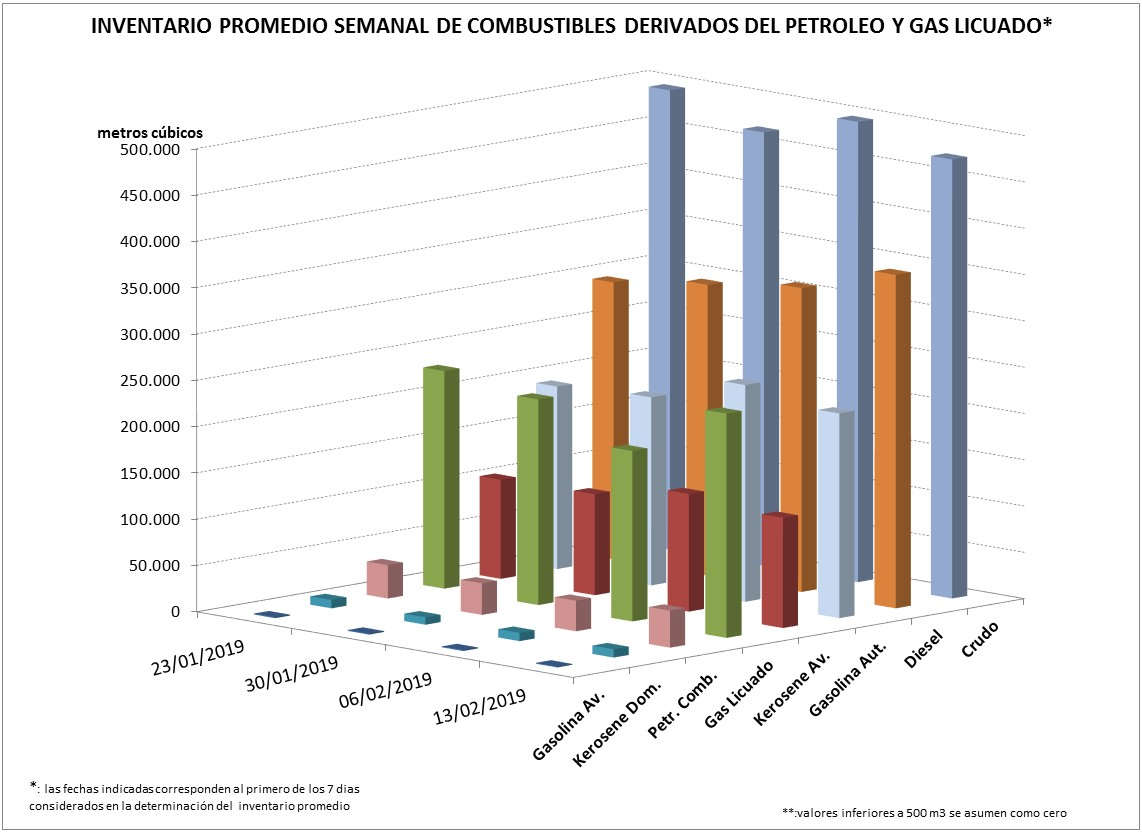 INVENTARIO PROMEDIO SEMANAL DE COMBUSTIBLES DERIVADOS DEL PETROLEO Y GAS LICUADO*
metros cúbicos
500.000
450.000
400.000
350.000
300.000
250.000
200.000
150.000
100.000
50.000
0
23/01/2019
30/01/2019
06/02/2019
13/02/2019
Gasolina Av.
Kerosene Dom.
Petr. Comb.
Gas Licuado
Kerosene Av.
Gasolina Aut.
Diesel
Crudo
*: las fechas indicadas corresponden al primero de los 7 dias
considerados en la determinación del inventario promedio
**:valores inferiores a 500 m3 se asumen como cero